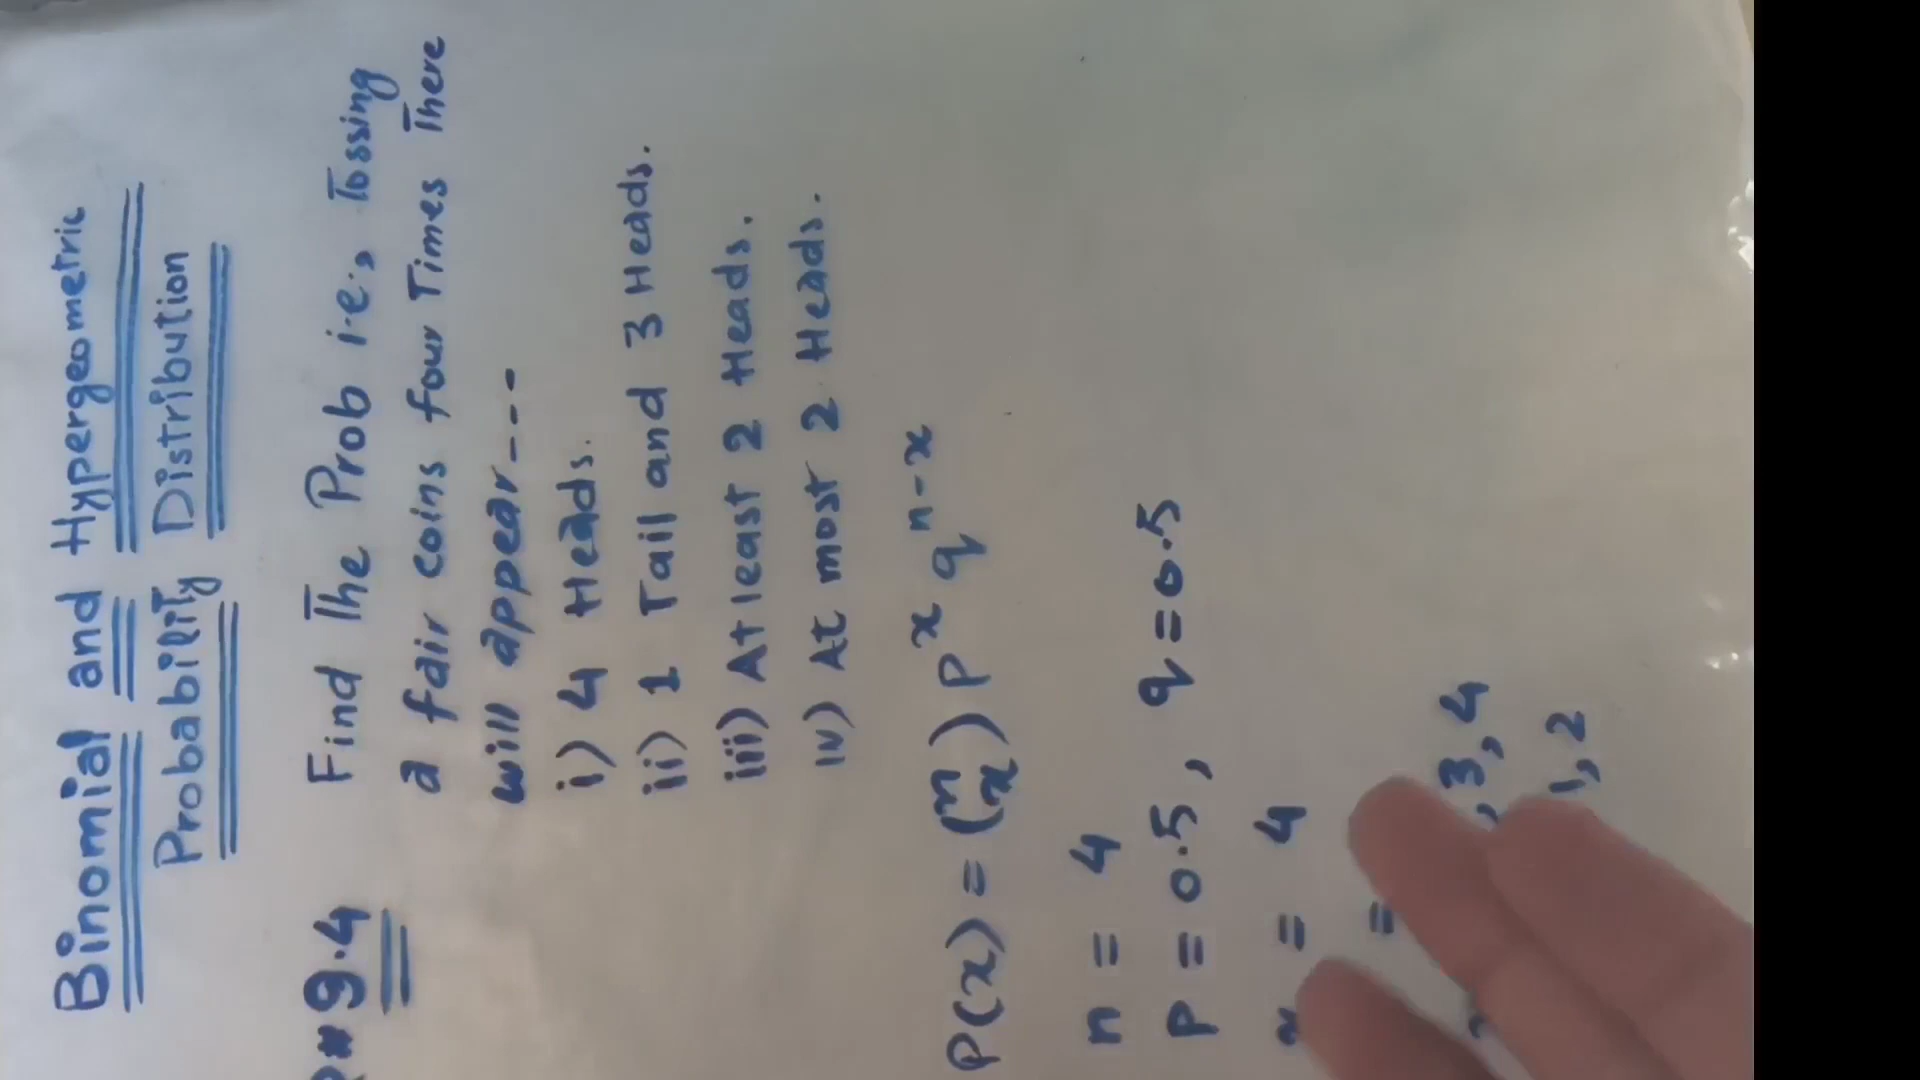 Binomial and Hypergeometric
Probability Distribution
9.4 Find The Prob i.e., Tossing
a fair coins four Times There
will appear----
i) 4 Heads.
ii) 1 Tail and 3 Heads.
iii) At least 2 Heads.
iv) At most 2 Heads.
P(x) = (n x) p^x q^n-x
n = 4
p = 0.5, q = 0.5
= 4
=
,3,4
1,2